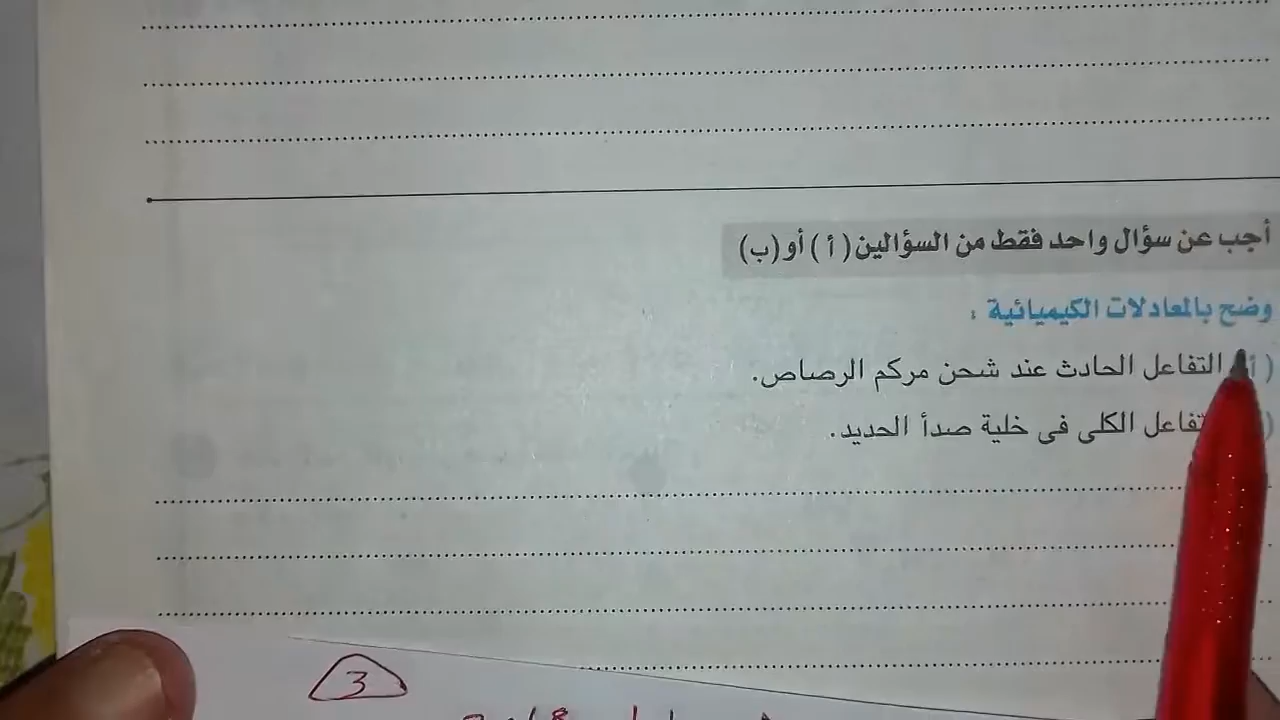 أجب عن سؤال واحد فقط من السؤالين (أ) أو (ب)
وضح بالمعادلات الكيميائية :
(أ التفاعل الحادث عند شحن مركم الرصاص.
الكلى فى خلية صدأ الحديد.
3